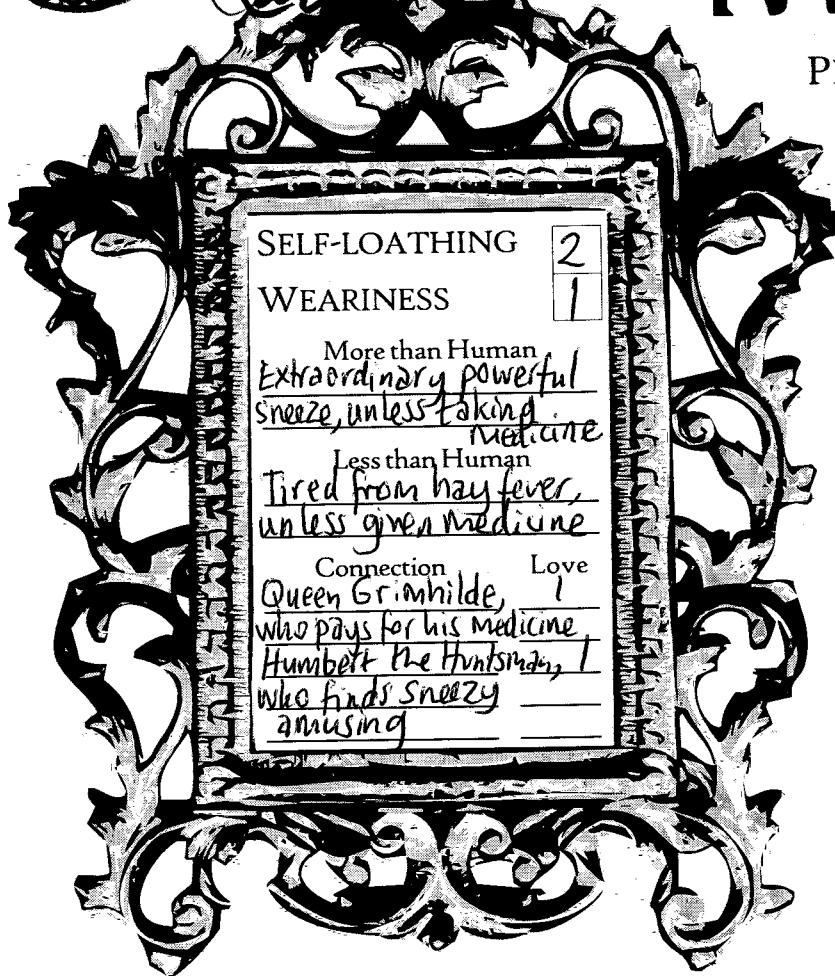 SELF-LOATHING 2
WEARINESS 1
More than Human
Extraordinary powerful
sneeze, unless taking
medicine
Less than Human
Tired from hay fever,
unless given medicine
Connection Love
Queen Grimhilde, 1
who pays for his medicine
Humbert the Huntsman, 1
who finds sneezy
amusing